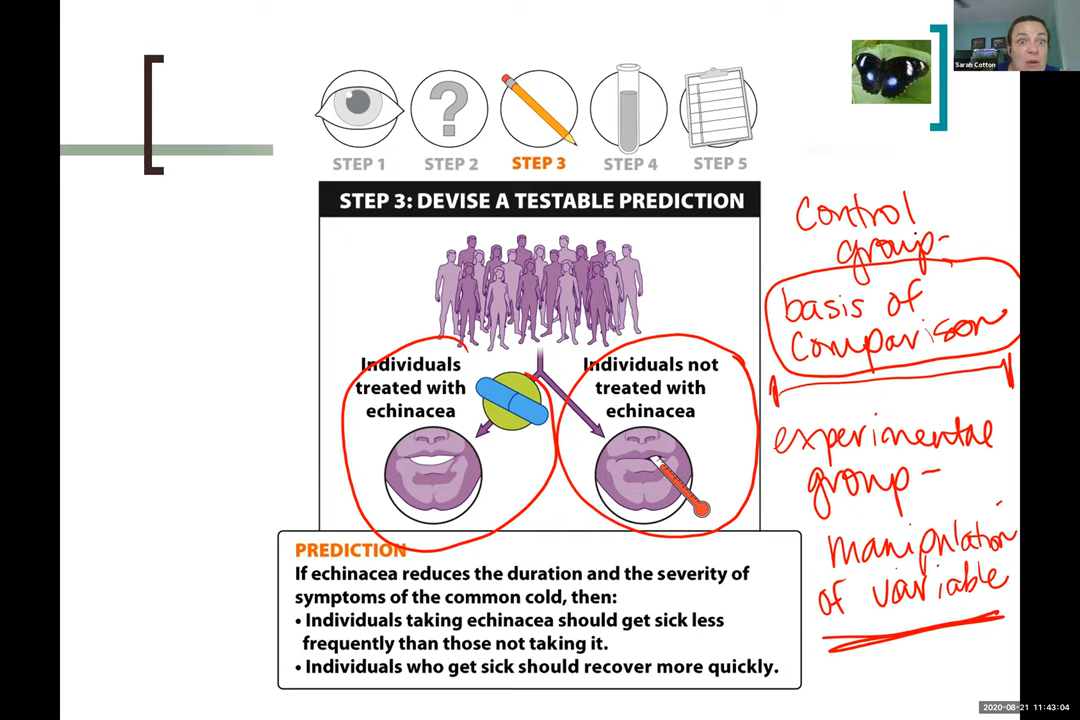 Sarah Cotton
STEP 1
STEP 2
STEP 3
STEP 4
STEP 5
STEP 3: DEVISE A TESTABLE PREDICTION
Individuals
treated with
echinacea
Individuals not
treated with
echinacea
PREDICTION
If echinacea reduces the duration and the severity of
symptoms of the common cold, then:
• Individuals taking echinacea should get sick less
frequently than those not taking it.
• Individuals who get sick should recover more quickly.
control
group-
basis of
comparison
experimental
group-
manipulation
of variable
2020-08-21 11:43:04